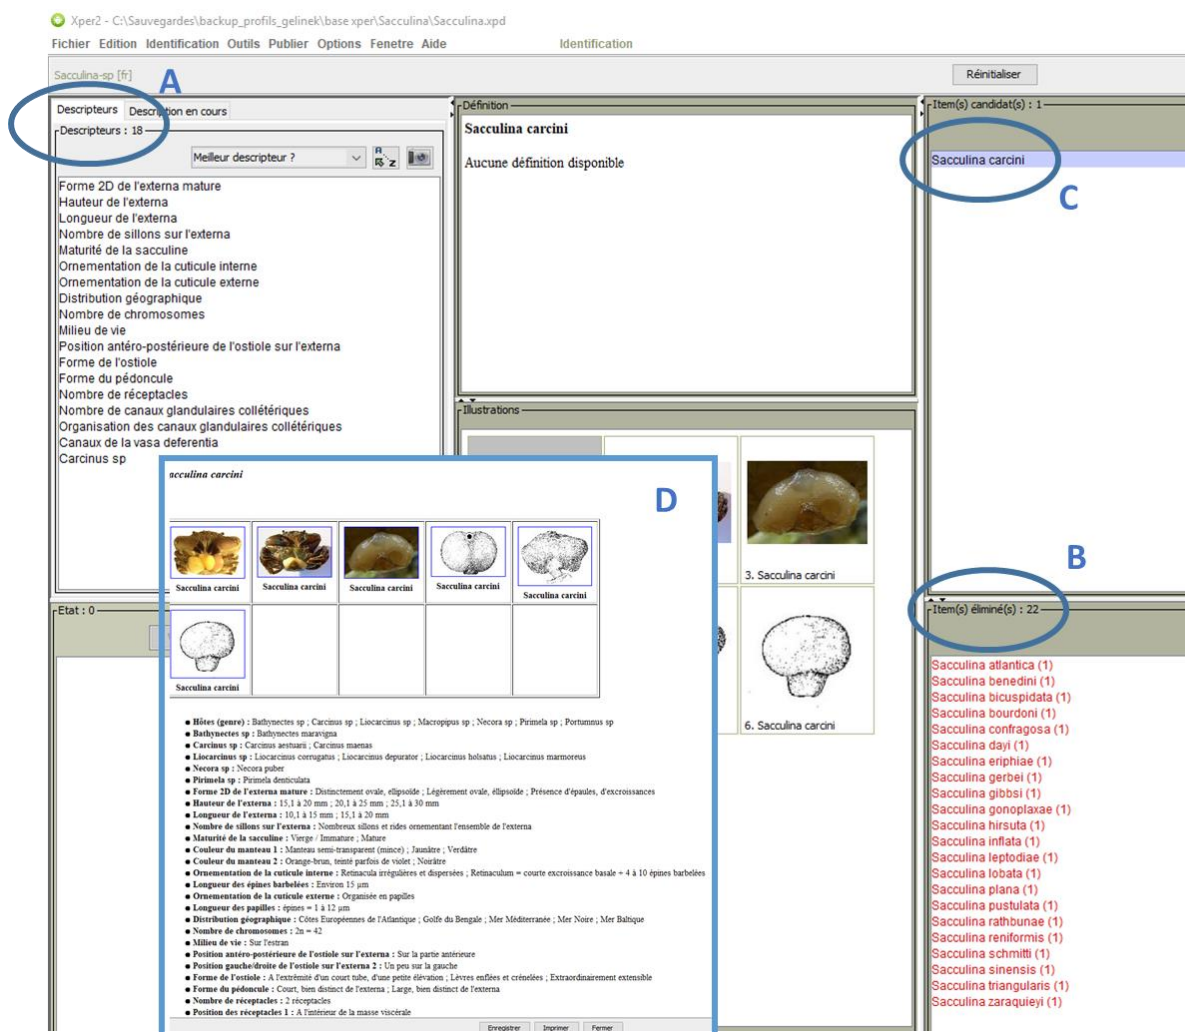 Xper2 - C:\Sauvegardes\backup_profils_gelinek\base xper\Sacculina\Sacculina.xpd
Fichier Edition Identification Outils Publier Options Fenetre Aide
Identification
Sacculina-sp [fr]
A
Réinitialiser
Descripteurs
Description en cours
Descripteurs : 18
Meilleur descripteur ?
Forme 2D de l'externa mature
Hauteur de l'externa
Longueur de l'externa
Nombre de sillons sur l'externa
Maturité de la sacculine
Ornementation de la cuticule interne
Ornementation de la cuticule externe
Distribution géographique
Nombre de chromosomes
Milieu de vie
Position antéro-postérieure de l'ostiole sur l'externa
Forme de l'ostiole
Forme du pédoncule
Nombre de réceptacles
Nombre de canaux glandulaires collétériques
Organisation des canaux glandulaires collétériques
Canaux de la vasa deferentia
Carcinus sp
Etat : 0
Définition
Sacculina carcini
Aucune définition disponible
Illustrations
3. Sacculina carcini
6. Sacculina carcini
Item(s) candidat(s) : 1
Sacculina carcini
C
B
Item(s) éliminé(s) : 22
Sacculina atlantica (1)
Sacculina benedini (1)
Sacculina bicuspidata (1)
Sacculina bourdoni (1)
Sacculina confragosa (1)
Sacculina dayi (1)
Sacculina eriphiae (1)
Sacculina gerbei (1)
Sacculina gibbsi (1)
Sacculina gonoplaxae (1)
Sacculina hirsuta (1)
Sacculina inflata (1)
Sacculina leptodiae (1)
Sacculina lobata (1)
Sacculina plana (1)
Sacculina pustulata (1)
Sacculina rathbunae (1)
Sacculina reniformis (1)
Sacculina schmitti (1)
Sacculina sinensis (1)
Sacculina triangularis (1)
Sacculina zaraquieyi (1)
acculina carcini
D
Sacculina carcini Sacculina carcini Sacculina carcini Sacculina carcini Sacculina carcini
Sacculina carcini
● Hôtes (genre) : Bathynectes sp ; Carcinus sp ; Liocarcinus sp ; Macropipus sp ; Necora sp ; Pirimela sp ; Portumnus sp
● Bathynectes sp : Bathynectes maravigna
● Carcinus sp : Carcinus aestuarii ; Carcinus maenas
● Liocarcinus sp : Liocarcinus corrugatus ; Liocarcinus depurator ; Liocarcinus holsatus ; Liocarcinus marmoreus
● Necora sp : Necora puber
● Pirimela sp : Pirimela denticulata
● Forme 2D de l'externa mature : Distinctement ovale, ellipsoïde ; Légèrement ovale, éllipsoïde ; Présence d'épaules, d'excroissances
● Hauteur de l'externa : 15,1 à 20 mm ; 20,1 à 25 mm ; 25,1 à 30 mm
● Longueur de l'externa : 10,1 à 15 mm ; 15,1 à 20 mm
● Nombre de sillons sur l'externa : Nombreux sillons et rides ornementant l'ensemble de l'externa
● Maturité de la sacculine : Vierge / Immature ; Mature
● Couleur du manteau 1 : Manteau semi-transparent (mince) ; Jaunâtre ; Verdâtre
● Couleur du manteau 2 : Orange-brun, teinté parfois de violet ; Noirâtre
● Ornementation de la cuticule interne : Retinacula irrégulières et dispersées ; Retinaculum = courte excroissance basale + 4 à 10 épines barbelées
● Longueur des épines barbelées : Environ 15 µm
● Ornementation de la cuticule externe : Organisée en papilles
● Longueur des papilles : épines = 1 à 12 µm
● Distribution géographique : Côtes Européennes de l'Atlantique ; Golfe du Bengale ; Mer Méditerranée ; Mer Noire ; Mer Baltique
● Nombre de chromosomes : 2n = 42
● Milieu de vie : Sur l'estran
● Position antéro-postérieure de l'ostiole sur l'externa : Sur la partie antérieure
● Position gauche/droite de l'ostiole sur l'externa 2 : Un peu sur la gauche
● Forme de l'ostiole : A l'extrémité d'un court tube, d'une petite élévation ; Lèvres enflées et crénelées ; Extraordinairement extensible
● Forme du pédoncule : Court, bien distinct de l'externa ; Large, bien distinct de l'externa
● Nombre de réceptacles : 2 réceptacles
● Position des réceptacles 1 : A l'intérieur de la masse viscérale
Enregistrer Imprimer Fermer